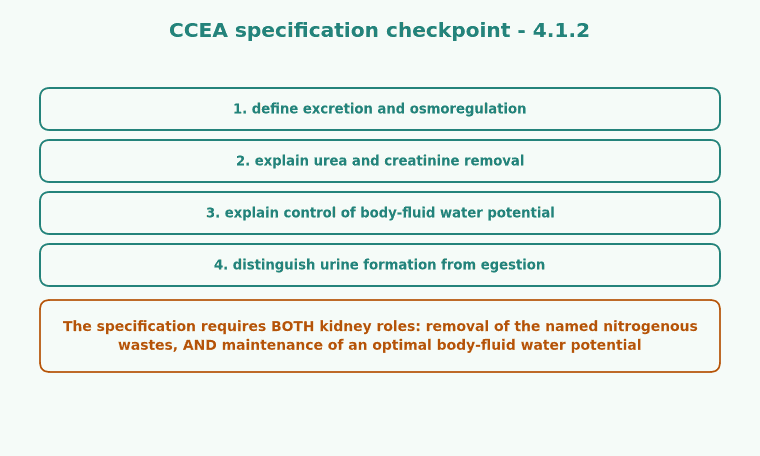 CCEA specification checkpoint - 4.1.2
1. define excretion and osmoregulation
2. explain urea and creatinine removal
3. explain control of body-fluid water potential
4. distinguish urine formation from egestion
The specification requires BOTH kidney roles: removal of the named nitrogenous
wastes, AND maintenance of an optimal body-fluid water potential